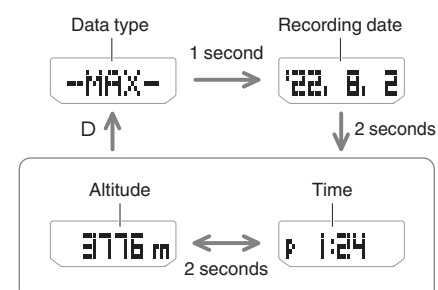 Data type
Recording date
1 second
--MAX--
'22. 8. 2
D
2 seconds
Altitude
Time
3776 m
P 1:24
2 seconds